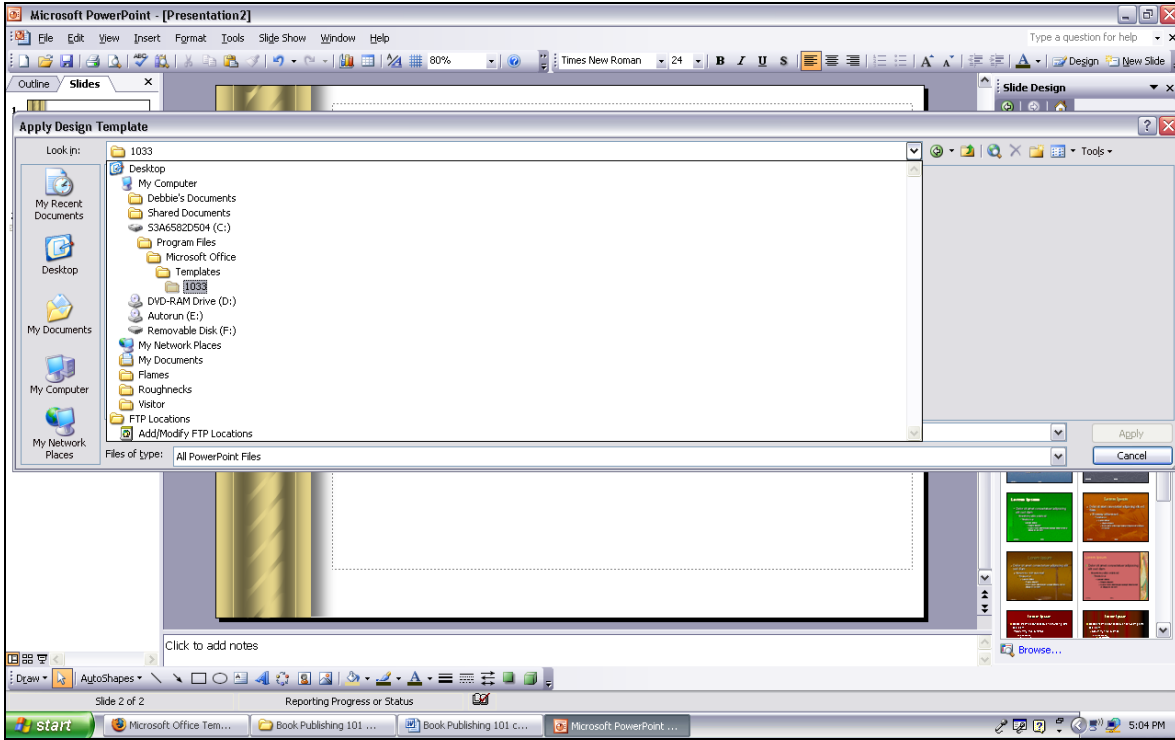 Microsoft PowerPoint - [Presentation2]
File Edit View Insert Format Tools Slide Show Window Help
Type a question for help
80% Times New Roman 24 B I U S A A A Design New Slide
Outline Slides
Slide Design
1
Apply Design Template
Look in: 1033 Tools
My Recent Documents
Desktop
My Documents
My Computer
My Network Places
Desktop
My Computer
Debbie's Documents
Shared Documents
S3A6582D504 (C:)
Program Files
Microsoft Office
Templates
1033
DVD-RAM Drive (D:)
Autorun (E:)
Removable Disk (F:)
My Network Places
My Documents
Flames
Roughnecks
Visitor
FTP Locations
Add/Modify FTP Locations
Apply
Files of type: All PowerPoint Files
Cancel
Click to add notes
Browse...
Draw AutoShapes
Slide 2 of 2 Reporting Progress or Status
start Microsoft Office Tem... Book Publishing 101 ... Book Publishing 101 c... Microsoft PowerPoint ... 5:04 PM